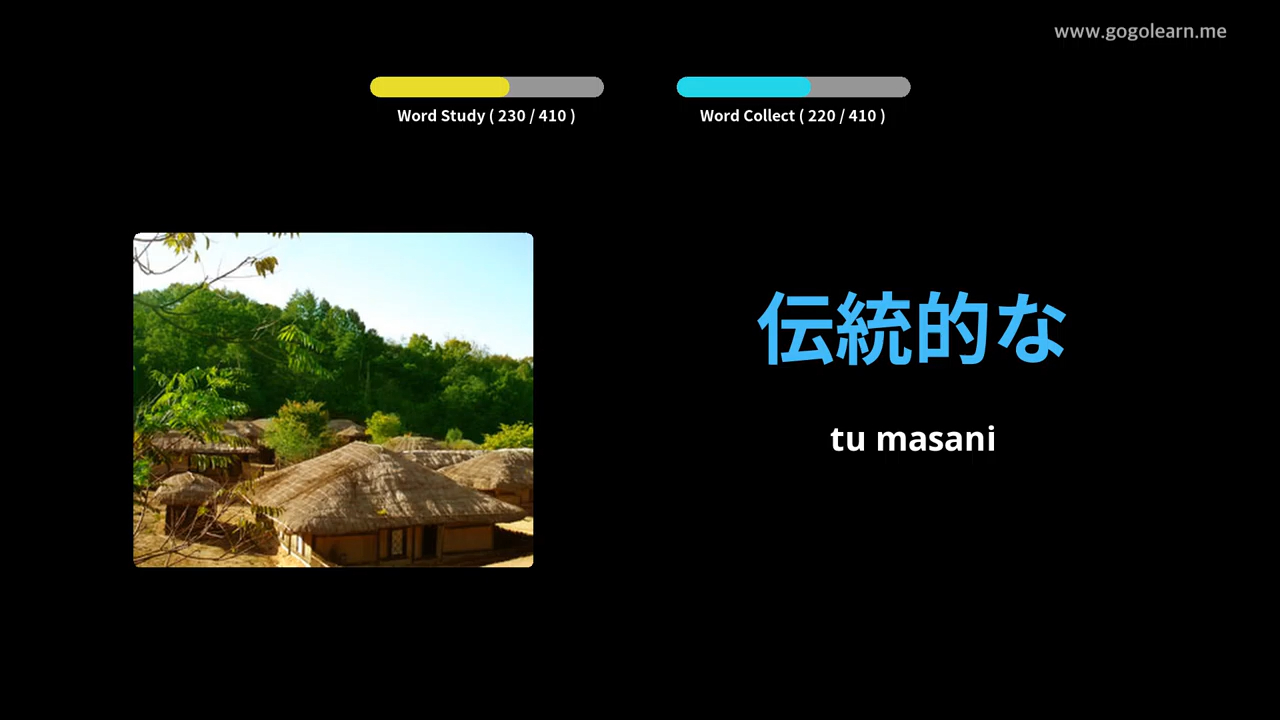 www.gogolearn.me
Word Study ( 230 / 410 )
Word Collect ( 220 / 410 )
伝統的な
tu masani